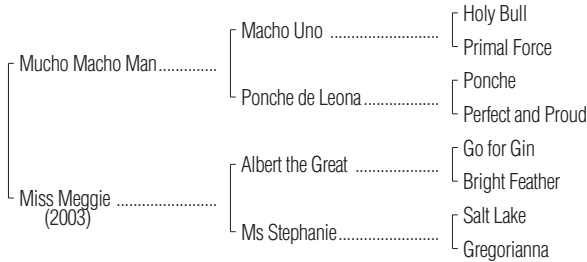 Holy Bull
Macho Uno ....................
Primal Force
Mucho Macho Man.............
Ponche
Ponche de Leona...............
Perfect and Proud
Go for Gin
Albert the Great ...................
Bright Feather
Miss Meggie .....................
(2003)
Salt Lake
Ms Stephanie...................
Gregorianna